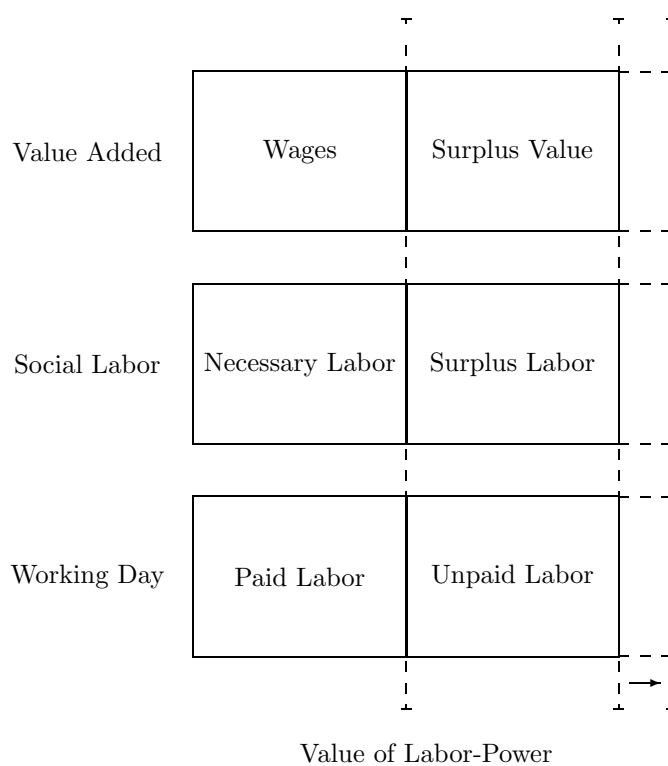 Value Added
Wages
Surplus Value
Social Labor
Necessary Labor
Surplus Labor
Working Day
Paid Labor
Unpaid Labor
Value of Labor-Power